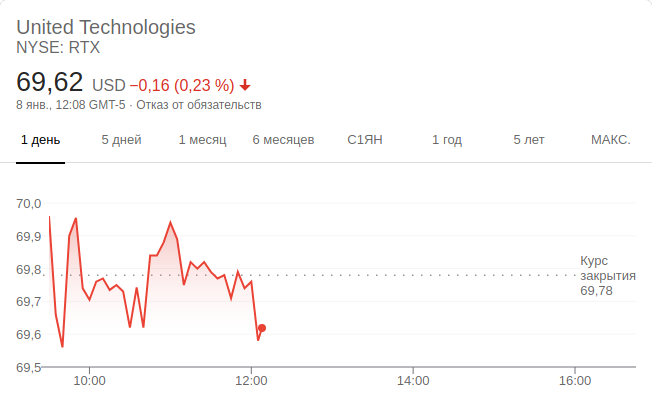 United Technologies
NYSE: RTX
69,62 USD −0,16 (0,23 %)
8 янв., 12:08 GMT-5 · Отказ от обязательств
1 день 5 дней 1 месяц 6 месяцев С1ЯН 1 год 5 лет МАКС.
70,0
69,9
69,8
69,7
69,6
69,5
Курс
закрытия
69,78
10:00 12:00 14:00 16:00